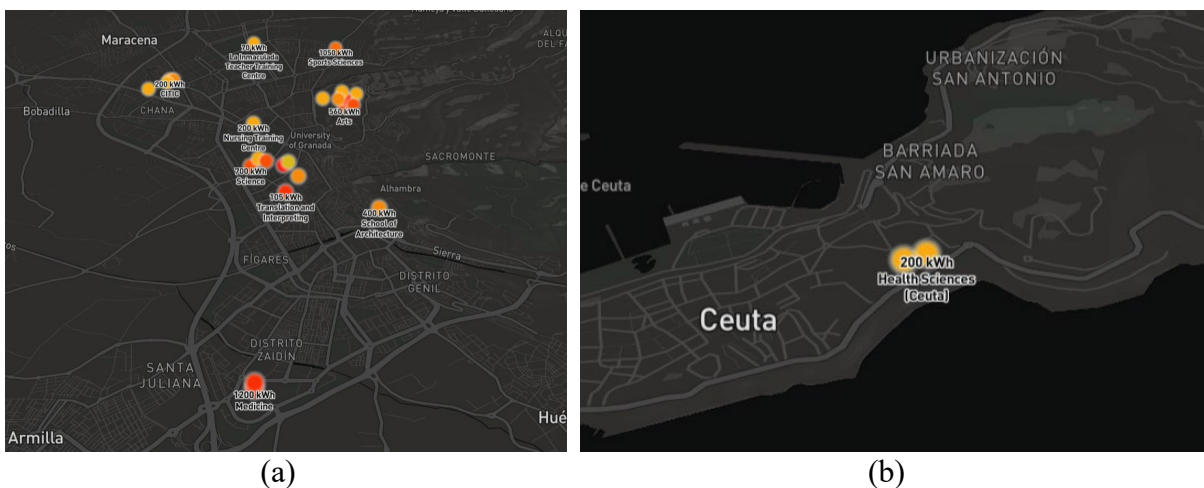 Maracena
ALQU
DEL FA
70 kWh
La Inmaculada
Teacher Training
Centre
1050 kWh
Sports Sciences
200 kWh
CITIC
CHANA
Bobadilla
560 kWh
Arts
200 kWh
Nursing Training
Centre
University
of Granada
SACROMONTE
700 kWh
Science
105 kWh
Translation and
Interpreting
Alhambra
400 kWh
School of
Architecture
ros
FÍGARES
Sierra
DISTRITO
GENIL
DISTRITO
ZAIDÍN
SANTA
JULIANA
1200 kWh
Medicine
Armilla
Hué
(a)
URBANIZACIÓN
SAN ANTONIO
BARRIADA
SAN AMARO
e Ceuta
200 kWh
Health Sciences
(Ceuta)
Ceuta
(b)